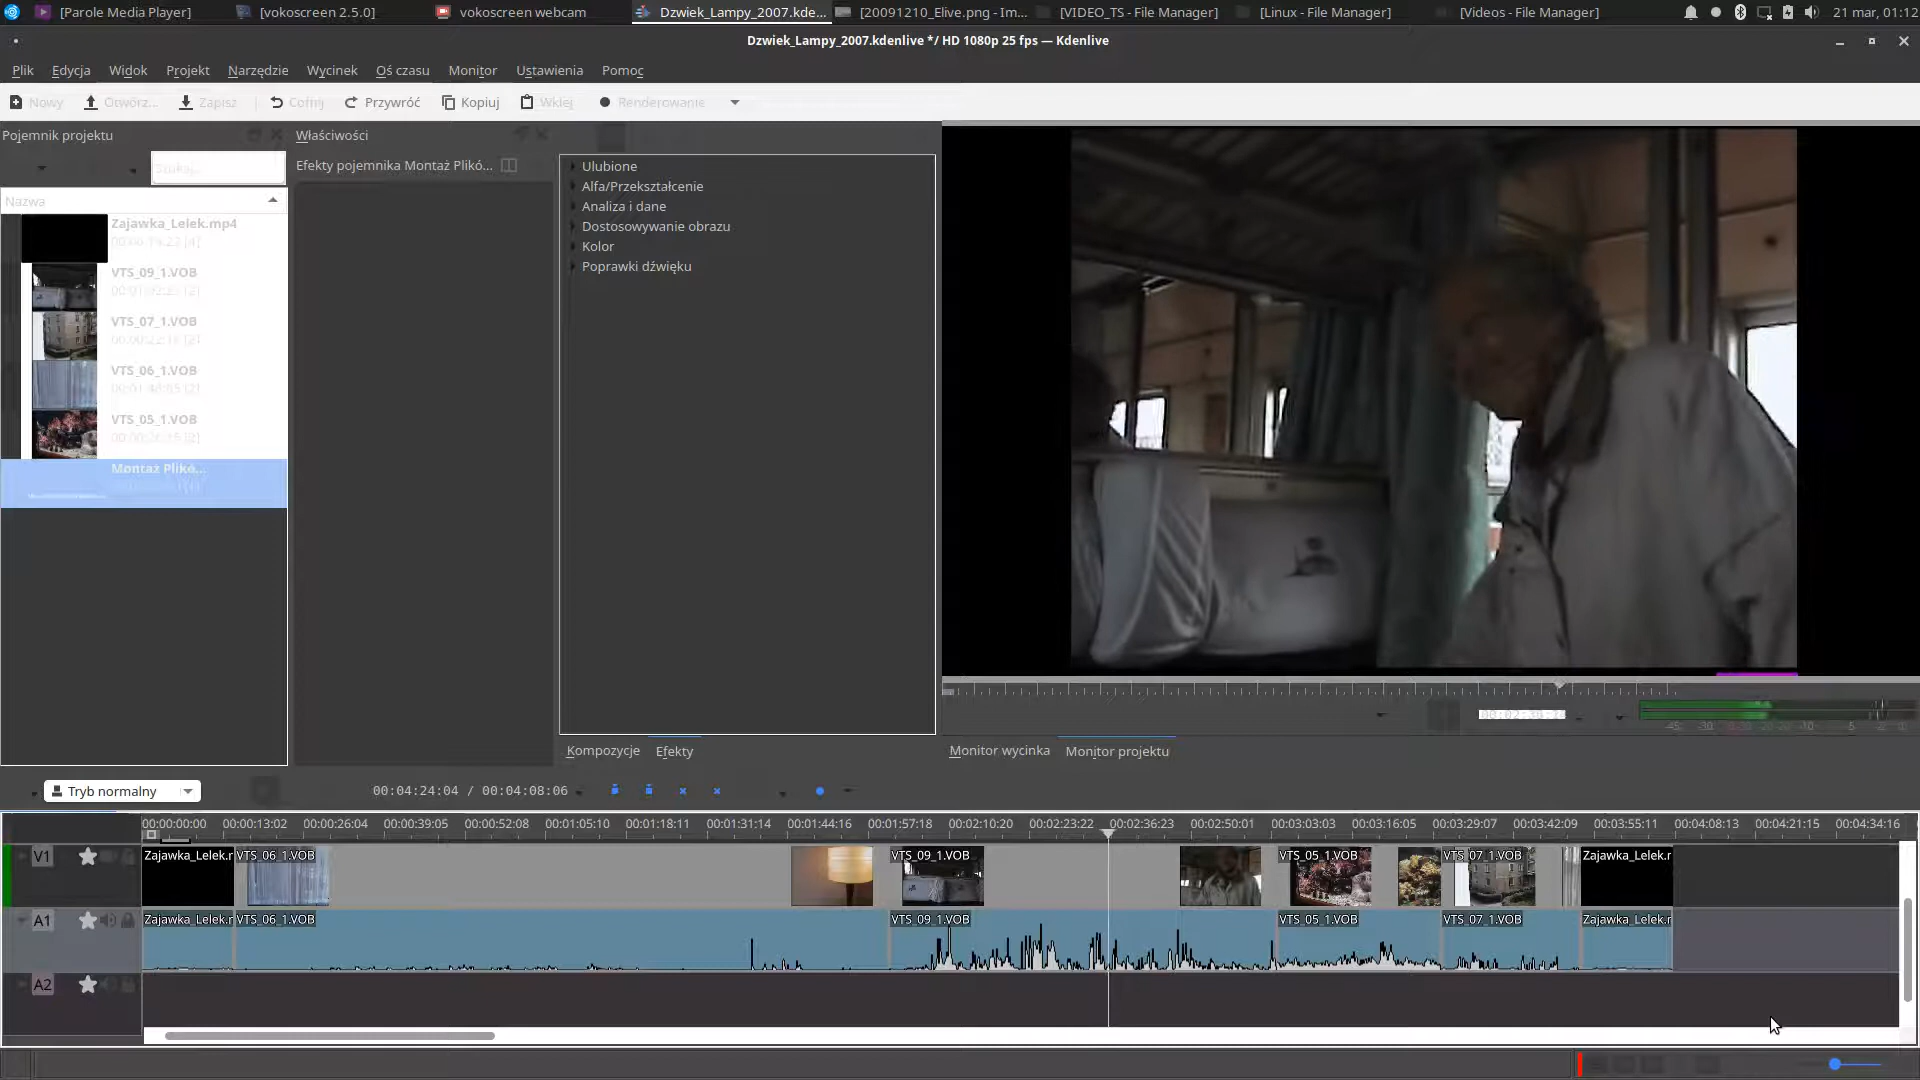 [Parole Media Player] [vokoscreen 2.5.0] vokoscreen webcam Dzwiek_Lampy_2007.kde... [20091210_Elive.png - Im... [VIDEO_TS - File Manager] [Linux - File Manager] [Videos - File Manager] 21 mar, 01:12
Dzwiek_Lampy_2007.kdenlive */ HD 1080p 25 fps — Kdenlive
Plik Edycja Widok Projekt Narzędzie Wycinek Oś czasu Monitor Ustawienia Pomoc
Nowy Otwórz... Zapisz Cofnij Przywróć Kopiuj Wklej Renderowanie
Pojemnik projektu Właściwości
Szukaj... Efekty pojemnika Montaż Plikó...
Nazwa
Zajawka_Lelek.mp4
VTS_09_1.VOB
VTS_07_1.VOB
VTS_06_1.VOB
VTS_05_1.VOB
Montaż Plikó...
Ulubione
Alfa/Przekształcenie
Analiza i dane
Dostosowywanie obrazu
Kolor
Poprawki dźwięku
Kompozycje Efekty Monitor wycinka Monitor projektu
Tryb normalny 00:04:24:04 / 00:04:08:06
00:00:00:00 00:00:13:02 00:00:26:04 00:00:39:05 00:00:52:08 00:01:05:10 00:01:18:11 00:01:31:14 00:01:44:16 00:01:57:18 00:02:10:20 00:02:23:22 00:02:36:23 00:02:50:01 00:03:03:03 00:03:16:05 00:03:29:07 00:03:42:09 00:03:55:11 00:04:08:13 00:04:21:15 00:04:34:16
V1 Zajawka_Lelek.r VTS_06_1.VOB VTS_09_1.VOB VTS_05_1.VOB VTS_07_1.VOB Zajawka_Lelek.r
A1 Zajawka_Lelek.r VTS_06_1.VOB VTS_09_1.VOB VTS_05_1.VOB VTS_07_1.VOB Zajawka_Lelek.r
A2